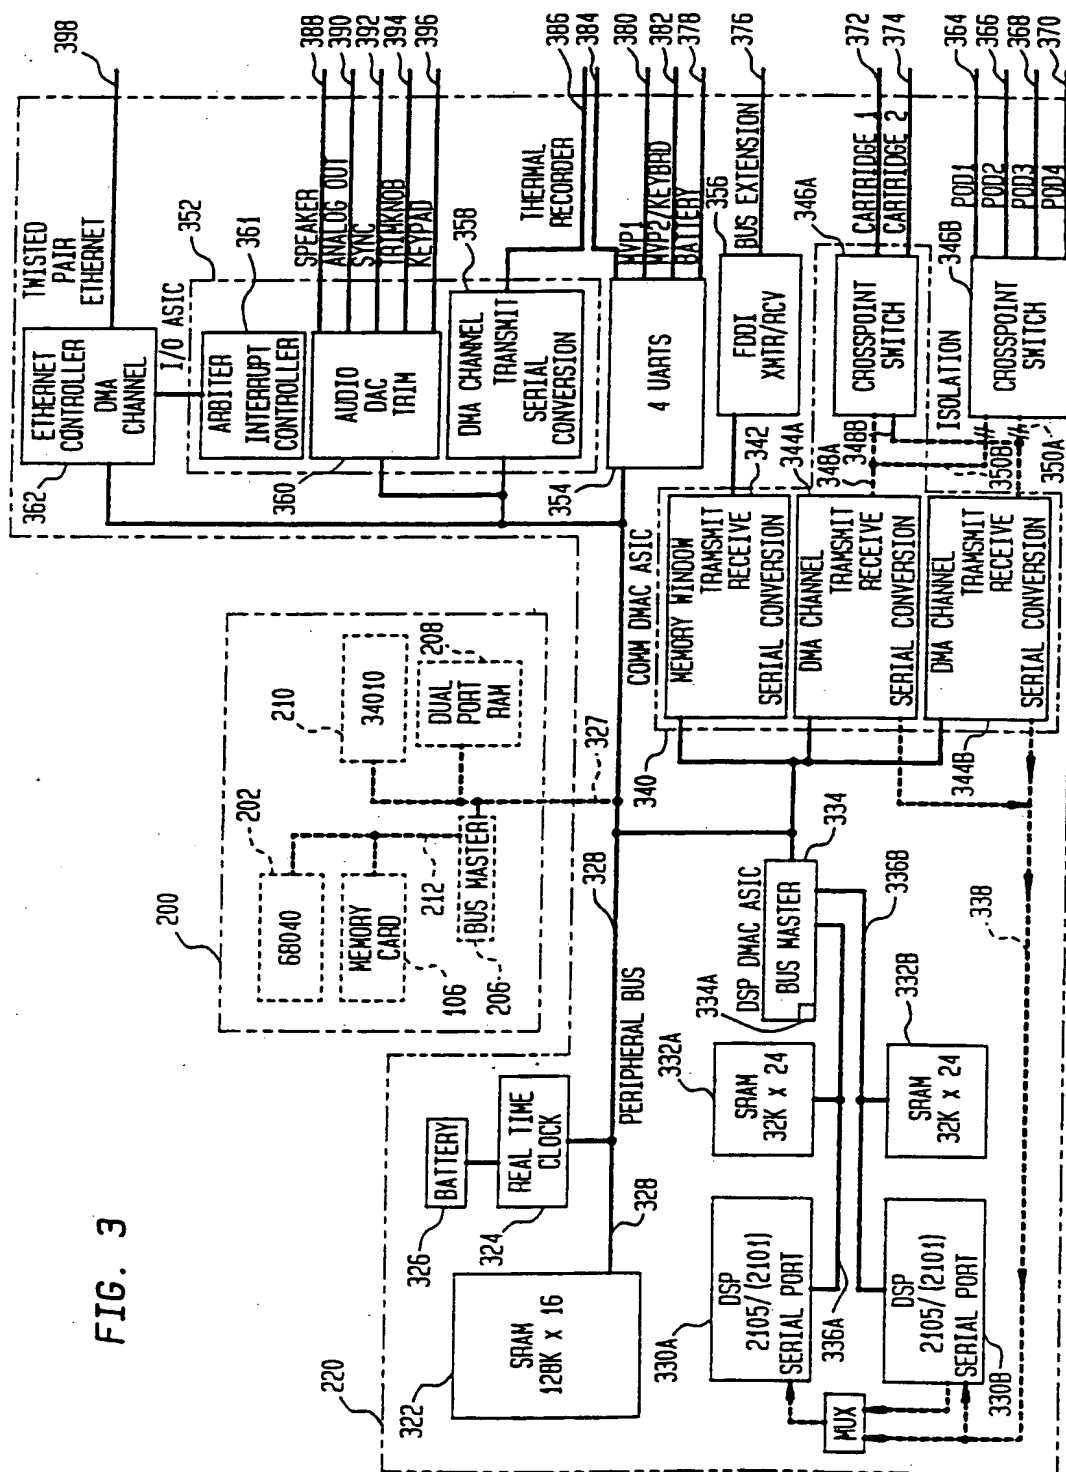 FIG. 3
220
322
SRAM
128K X 16
326
BATTERY
324
REAL TIME
CLOCK
328
PERIPHERAL BUS
328
327
200
202
68040
MEMORY
CARD
106
212
BUS MASTER
206
210
34010
208
DUAL
PORT
RAM
330A
DSP
2105/(2101)
SERIAL PORT
336A
DSP
2105/(2101)
SERIAL PORT
330B
MUX
332A
SRAM
32K X 24
332B
SRAM
32K X 24
334A
DSP DMAC ASIC
BUS MASTER
334
336B
338
340
COMM DMAC ASIC
MEMORY WINDOW
TRAMSMIT
RECEIVE
SERIAL CONVERSION
342
DMA CHANNEL
TRAMSMIT
RECEIVE
SERIAL CONVERSION
344A
DMA CHANNEL
TRAMSMIT
RECEIVE
SERIAL CONVERSION
344B
348A
348B
350B
350A
ISOLATION
362
ETHERNET
CONTROLLER
DMA
CHANNEL
TWISTED
PAIR
ETHERNET
398
I/O ASIC
352
ARBITER
INTERRUPT
CONTROLLER
361
360
AUDIO
DAC
TRIM
SPEAKER
388
ANALOG OUT
390
SYNC
392
TRIMKNOB
394
KEYPAD
396
DMA CHANNEL
TRANSMIT
SERIAL
CONVERSION
358
THERMAL
RECORDER
386
384
354
4 UARTS
MVP1
380
MVP2/KEYBRD
382
BATTERY
378
FDDI
XMTR/RCV
356
BUS EXTENSION
376
346A
CROSSPOINT
SWITCH
CARTRIDGE 1
372
CARTRIDGE 2
374
346B
CROSSPOINT
SWITCH
POD1
364
POD2
366
POD3
368
POD4
370